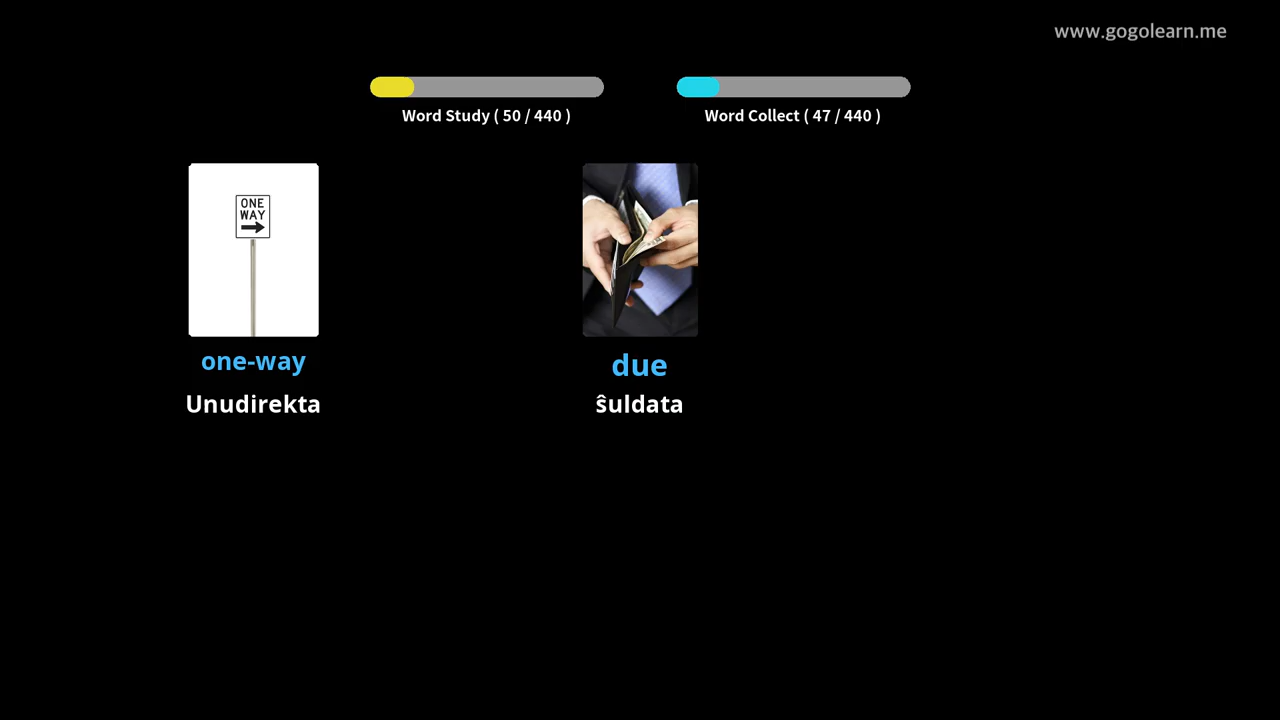 www.gogolearn.me
Word Study ( 50 / 440 )
Word Collect ( 47 / 440 )
ONE
WAY
one-way
due
Unudirekta
ŝuldata